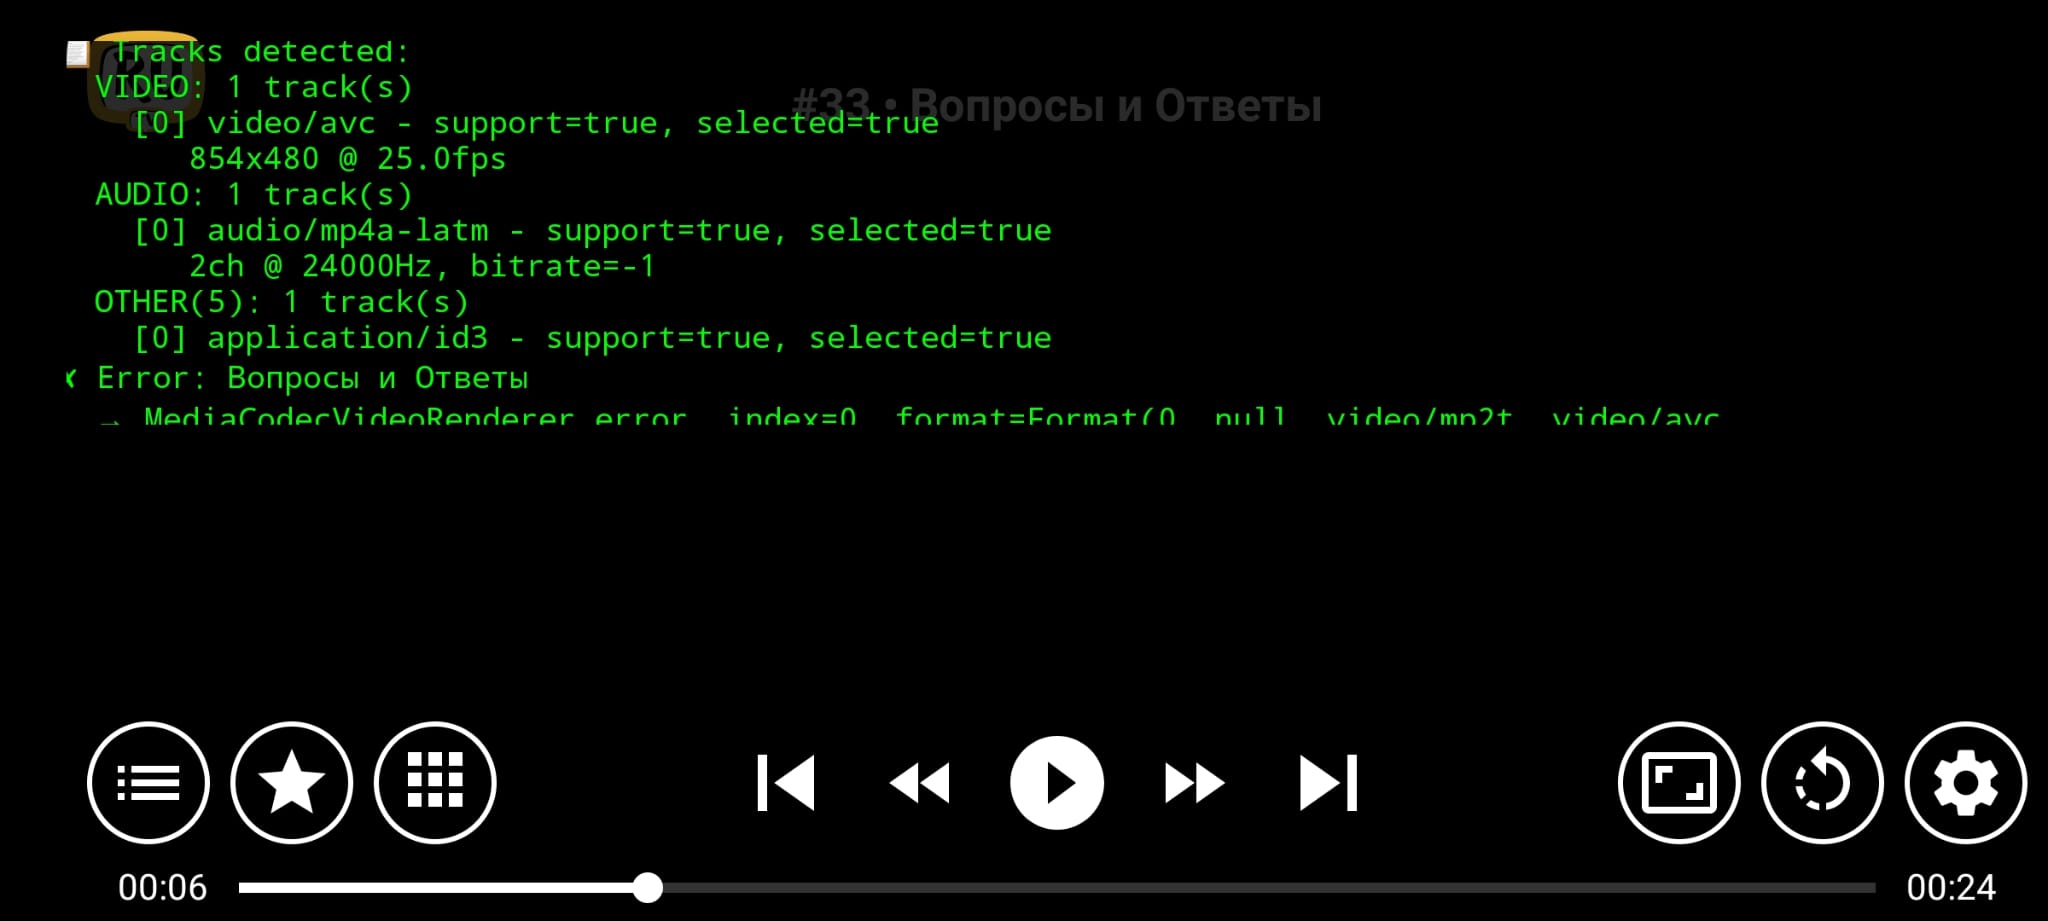 Tracks detected:
#33 • Вопросы и Ответы
VIDEO: 1 track(s)
[0] video/avc - support=true, selected=true
854x480 @ 25.0fps
AUDIO: 1 track(s)
[0] audio/mp4a-latm - support=true, selected=true
2ch @ 24000Hz, bitrate=-1
OTHER(5): 1 track(s)
[0] application/id3 - support=true, selected=true
Error: Вопросы и Ответы
→ MediaCodecVideoRenderer error index=0 format=Format(0 null video/mp2t video/avc
00:06
00:24